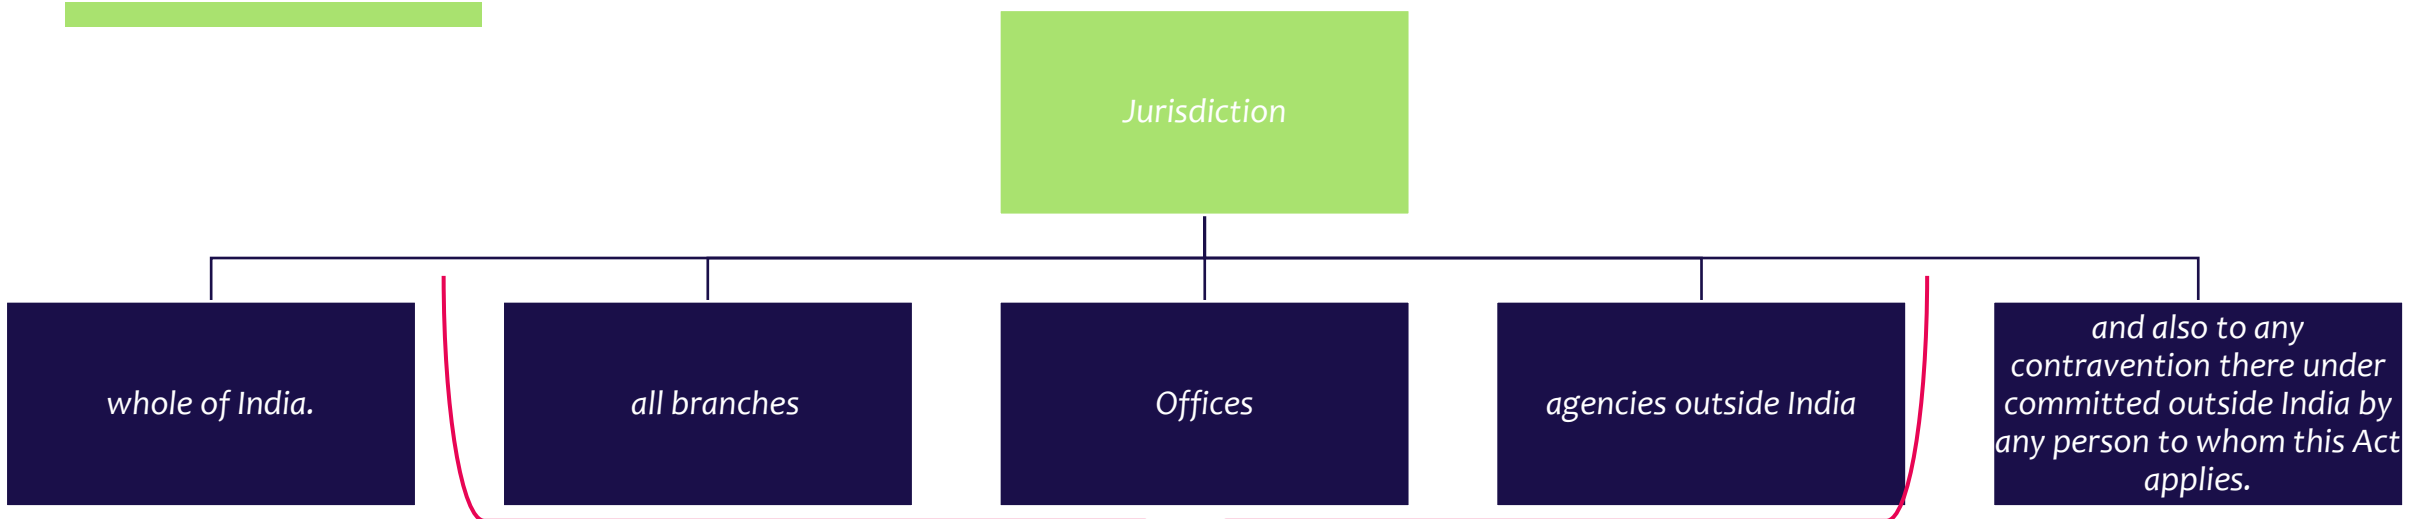 Jurisdiction
whole of India.
all branches
Offices
agencies outside India
and also to any
contravention there under
committed outside India by
any person to whom this Act
applies.